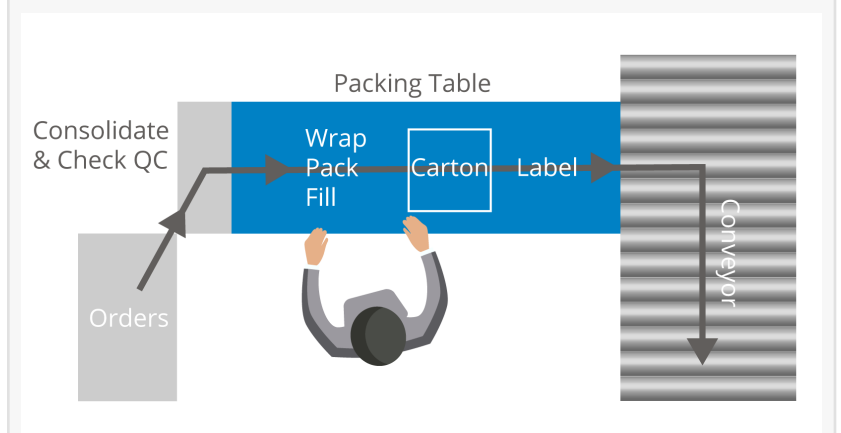 Packing Table
Consolidate
& Check QC
Wrap
Pack
Fill
Carton
Label
Conveyor
Orders